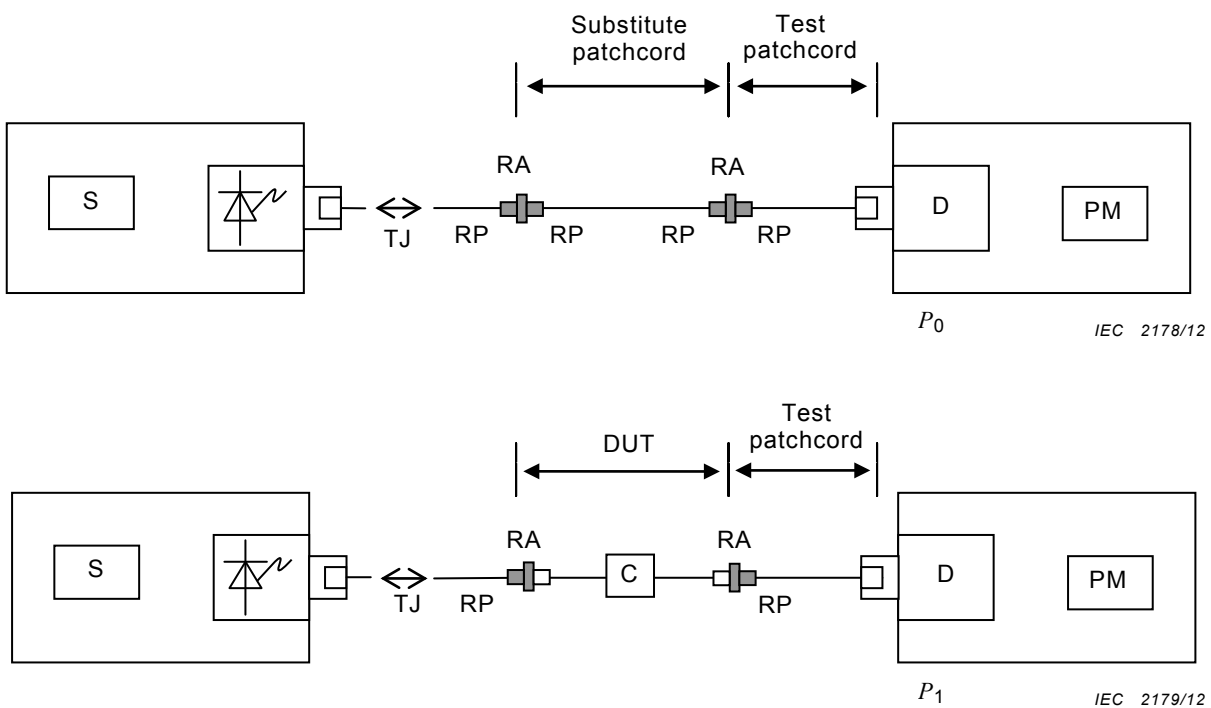 Substitute
patchcord
Test
patchcord
RA
RA
S
D
PM
TJ
RP
RP
RP
RP
P0
IEC 2178/12
Test
patchcord
DUT
RA
RA
S
C
D
PM
TJ
RP
RP
P1
IEC 2179/12